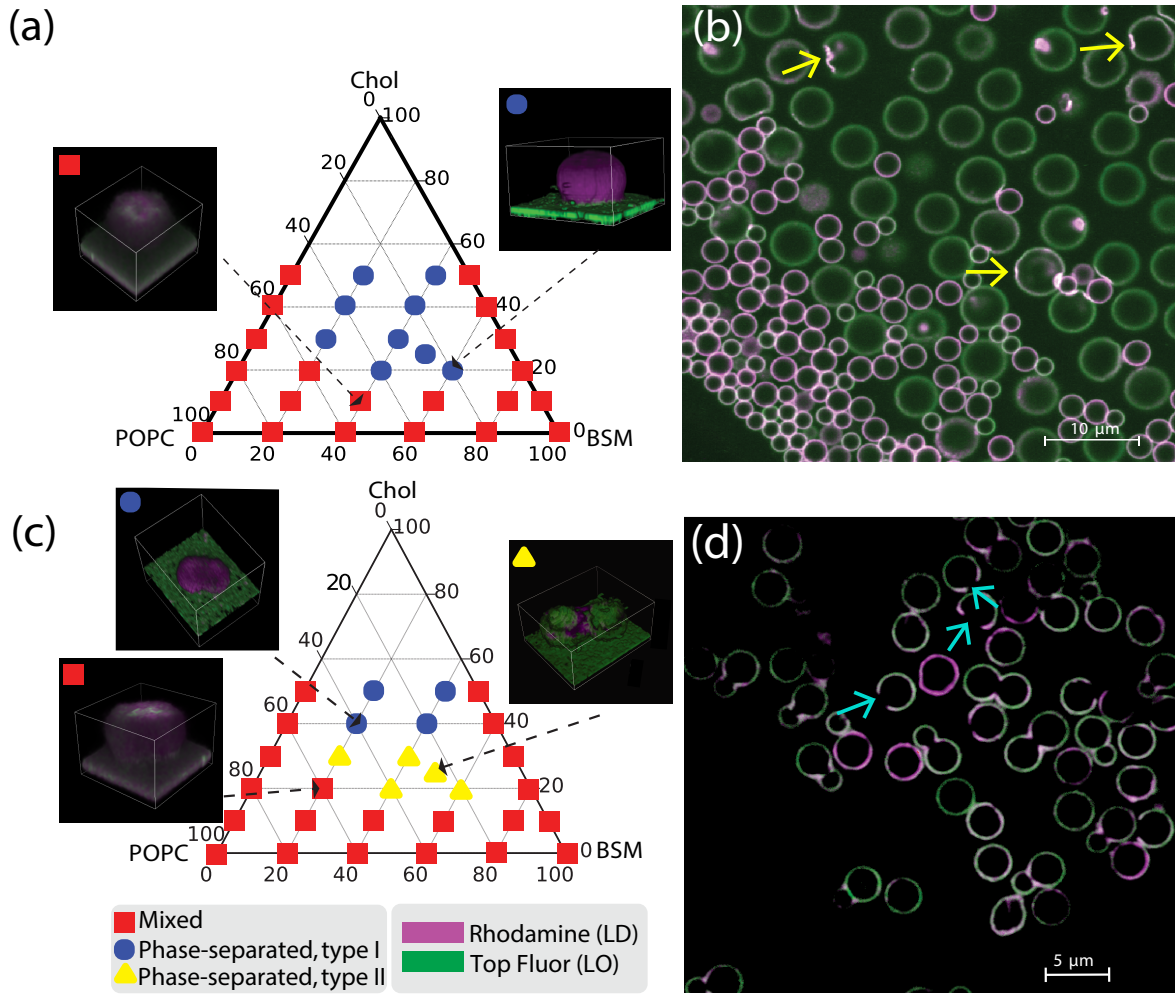 (a)
Chol
0
100
20
80
40
60
60
40
80
20
100
0
POPC
BSM
0
20
40
60
80
100
(b)
10 μm
(c)
Chol
0
100
20
80
40
60
60
40
80
20
100
0
POPC
BSM
0
20
40
60
80
100
Mixed
Phase-separated, type I
Phase-separated, type II
Rhodamine (LD)
Top Fluor (LO)
(d)
5 μm